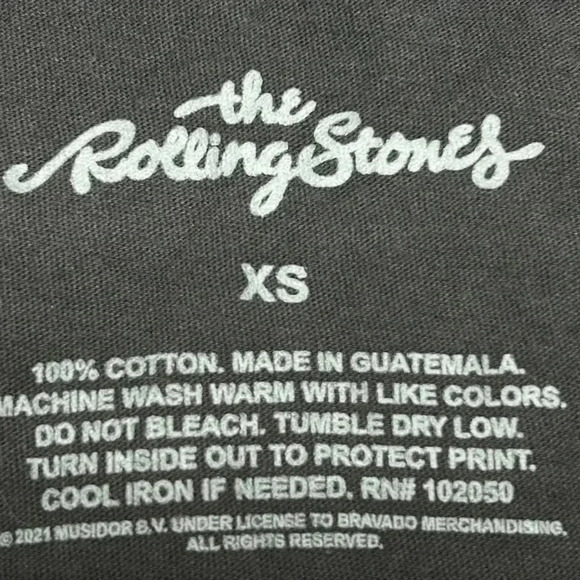 the
Rolling Stones
XS
100% COTTON. MADE IN GUATEMALA.
MACHINE WASH WARM WITH LIKE COLORS.
DO NOT BLEACH. TUMBLE DRY LOW.
TURN INSIDE OUT TO PROTECT PRINT.
COOL IRON IF NEEDED. RN# 102050
© 2021 MUSIDOR B.V. UNDER LICENSE TO BRAVADO MERCHANDISING.
ALL RIGHTS RESERVED.